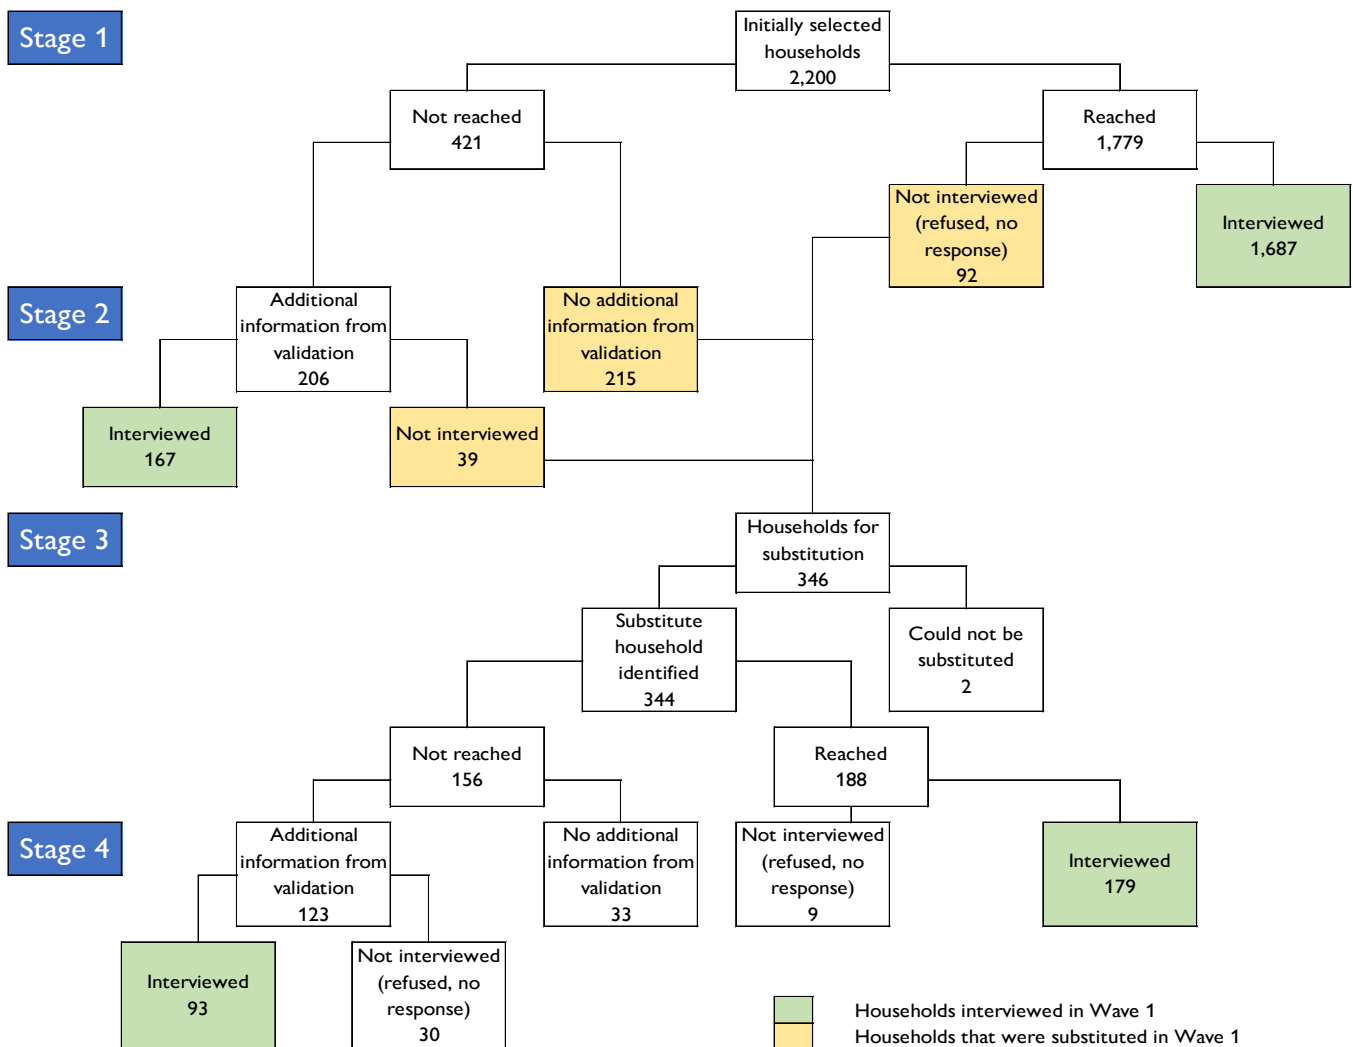 Stage 1
Initially selected
households
2,200
Not reached
421
Reached
1,779
Not interviewed
(refused, no
response)
92
Interviewed
1,687
Stage 2
Additional
information from
validation
206
No additional
information from
validation
215
Interviewed
167
Not interviewed
39
Stage 3
Households for
substitution
346
Substitute
household
identified
344
Could not be
substituted
2
Not reached
156
Reached
188
Stage 4
Additional
information from
validation
123
No additional
information from
validation
33
Not interviewed
(refused, no
response)
9
Interviewed
179
Interviewed
93
Not interviewed
(refused, no
response)
30
Households interviewed in Wave 1
Households that were substituted in Wave 1